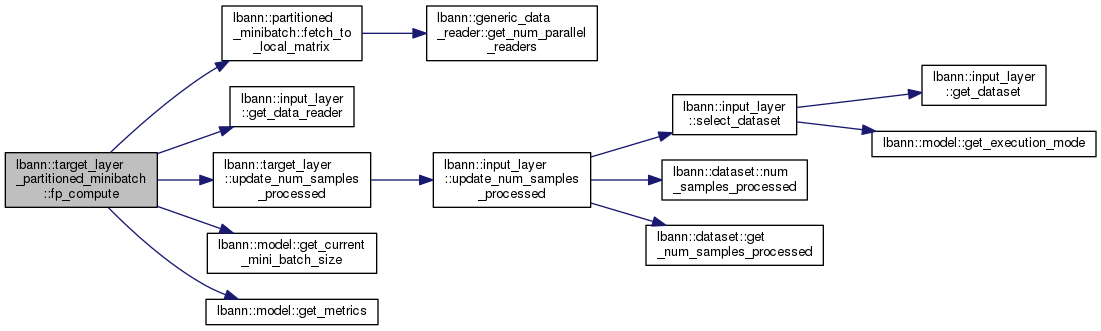 lbann::target_layer
_partitioned_minibatch
::fp_compute
lbann::partitioned
_minibatch::fetch_to
_local_matrix
lbann::generic_data
_reader::get_num_parallel
_readers
lbann::input_layer
::get_data_reader
lbann::target_layer
::update_num_samples
_processed
lbann::input_layer
::update_num_samples
_processed
lbann::input_layer
::select_dataset
lbann::input_layer
::get_dataset
lbann::model::get_execution_mode
lbann::dataset::num
_samples_processed
lbann::dataset::get
_num_samples_processed
lbann::model::get_current
_mini_batch_size
lbann::model::get_metrics